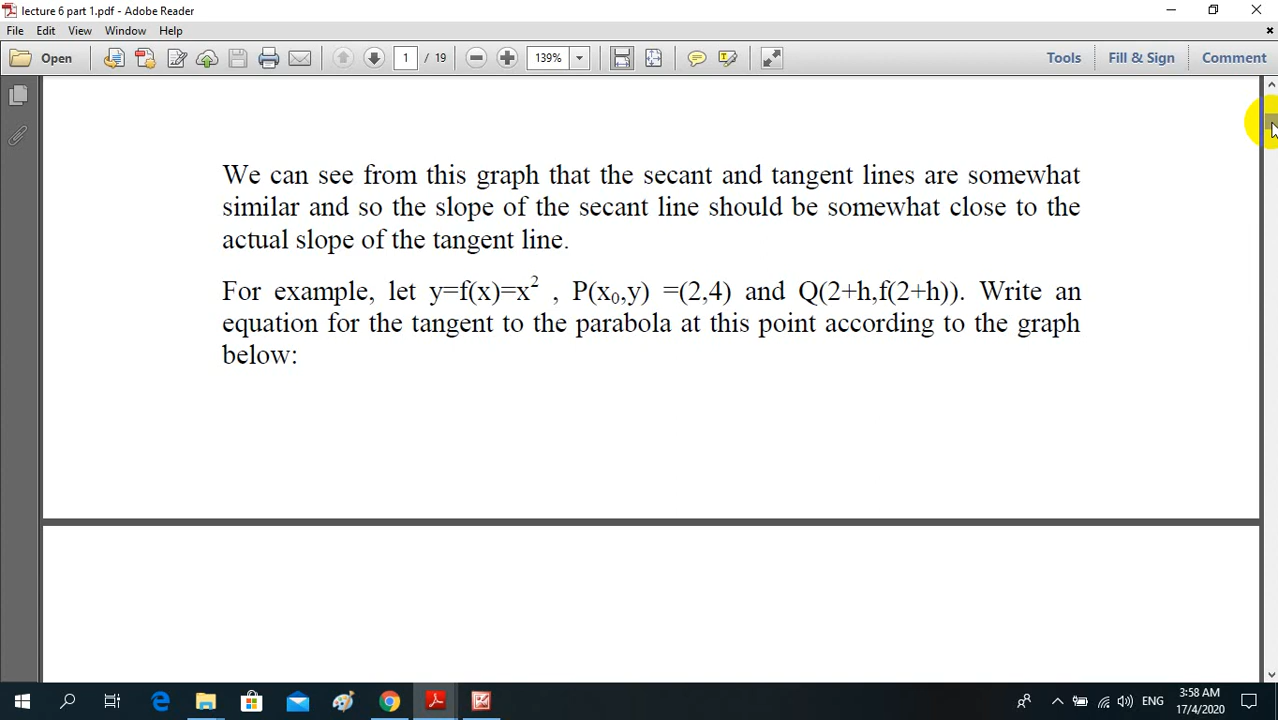 lecture 6 part 1.pdf - Adobe Reader
File Edit View Window Help
Open 1 / 19 139% Tools Fill & Sign Comment
We can see from this graph that the secant and tangent lines are somewhat
similar and so the slope of the secant line should be somewhat close to the
actual slope of the tangent line.
For example, let y=f(x)=x² , P(x₀,y) =(2,4) and Q(2+h,f(2+h)). Write an
equation for the tangent to the parabola at this point according to the graph
below:
ENG
3:58 AM
17/4/2020